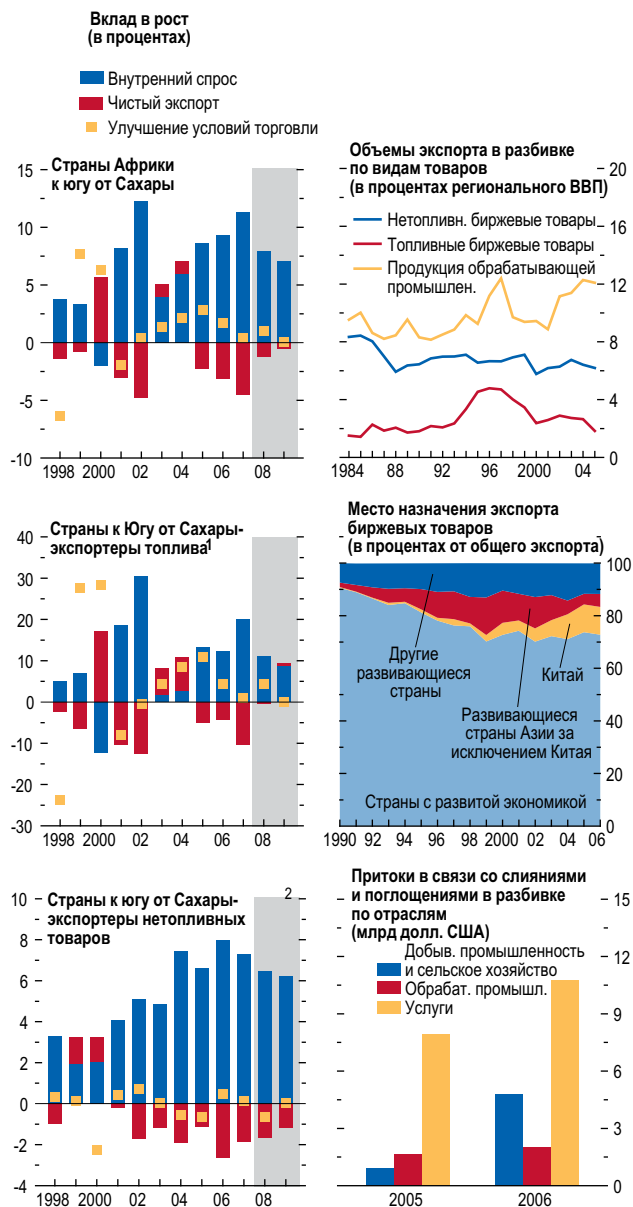 Вклад в рост
(в процентах)
Внутренний спрос
Чистый экспорт
Улучшение условий торговли
Страны Африки
к югу от Сахары
15
10
5
0
-5
-10
1998 2000 02 04 06 08
Объемы экспорта в разбивке
по видам товаров
(в процентах регионального ВВП)
Нетопливн. биржевые товары
Топливные биржевые товары
Продукция обрабатывающей
промышлен.
20
16
12
8
4
0
1984 88 92 96 2000 04
Страны к Югу от Сахары-
экспортеры топлива1
40
30
20
10
0
-10
-20
-30
1998 2000 02 04 06 08
Место назначения экспорта
биржевых товаров
(в процентах от общего экспорта)
100
80
60
40
20
0
Другие
развивающиеся
страны
Китай
Развивающиеся
страны Азии за
исключением Китая
Страны с развитой экономикой
1990 92 94 96 98 2000 02 04 06
Страны к югу от Сахары-
экспортеры нетопливных
товаров
2
10
8
6
4
2
0
-2
-4
1998 2000 02 04 06 08
Притоки в связи со слияниями
и поглощениями в разбивке
по отраслям
(млрд долл. США)
Добыв. промышленность
и сельское хозяйство
Обрабат. промышл.
Услуги
15
12
9
6
3
0
2005 2006